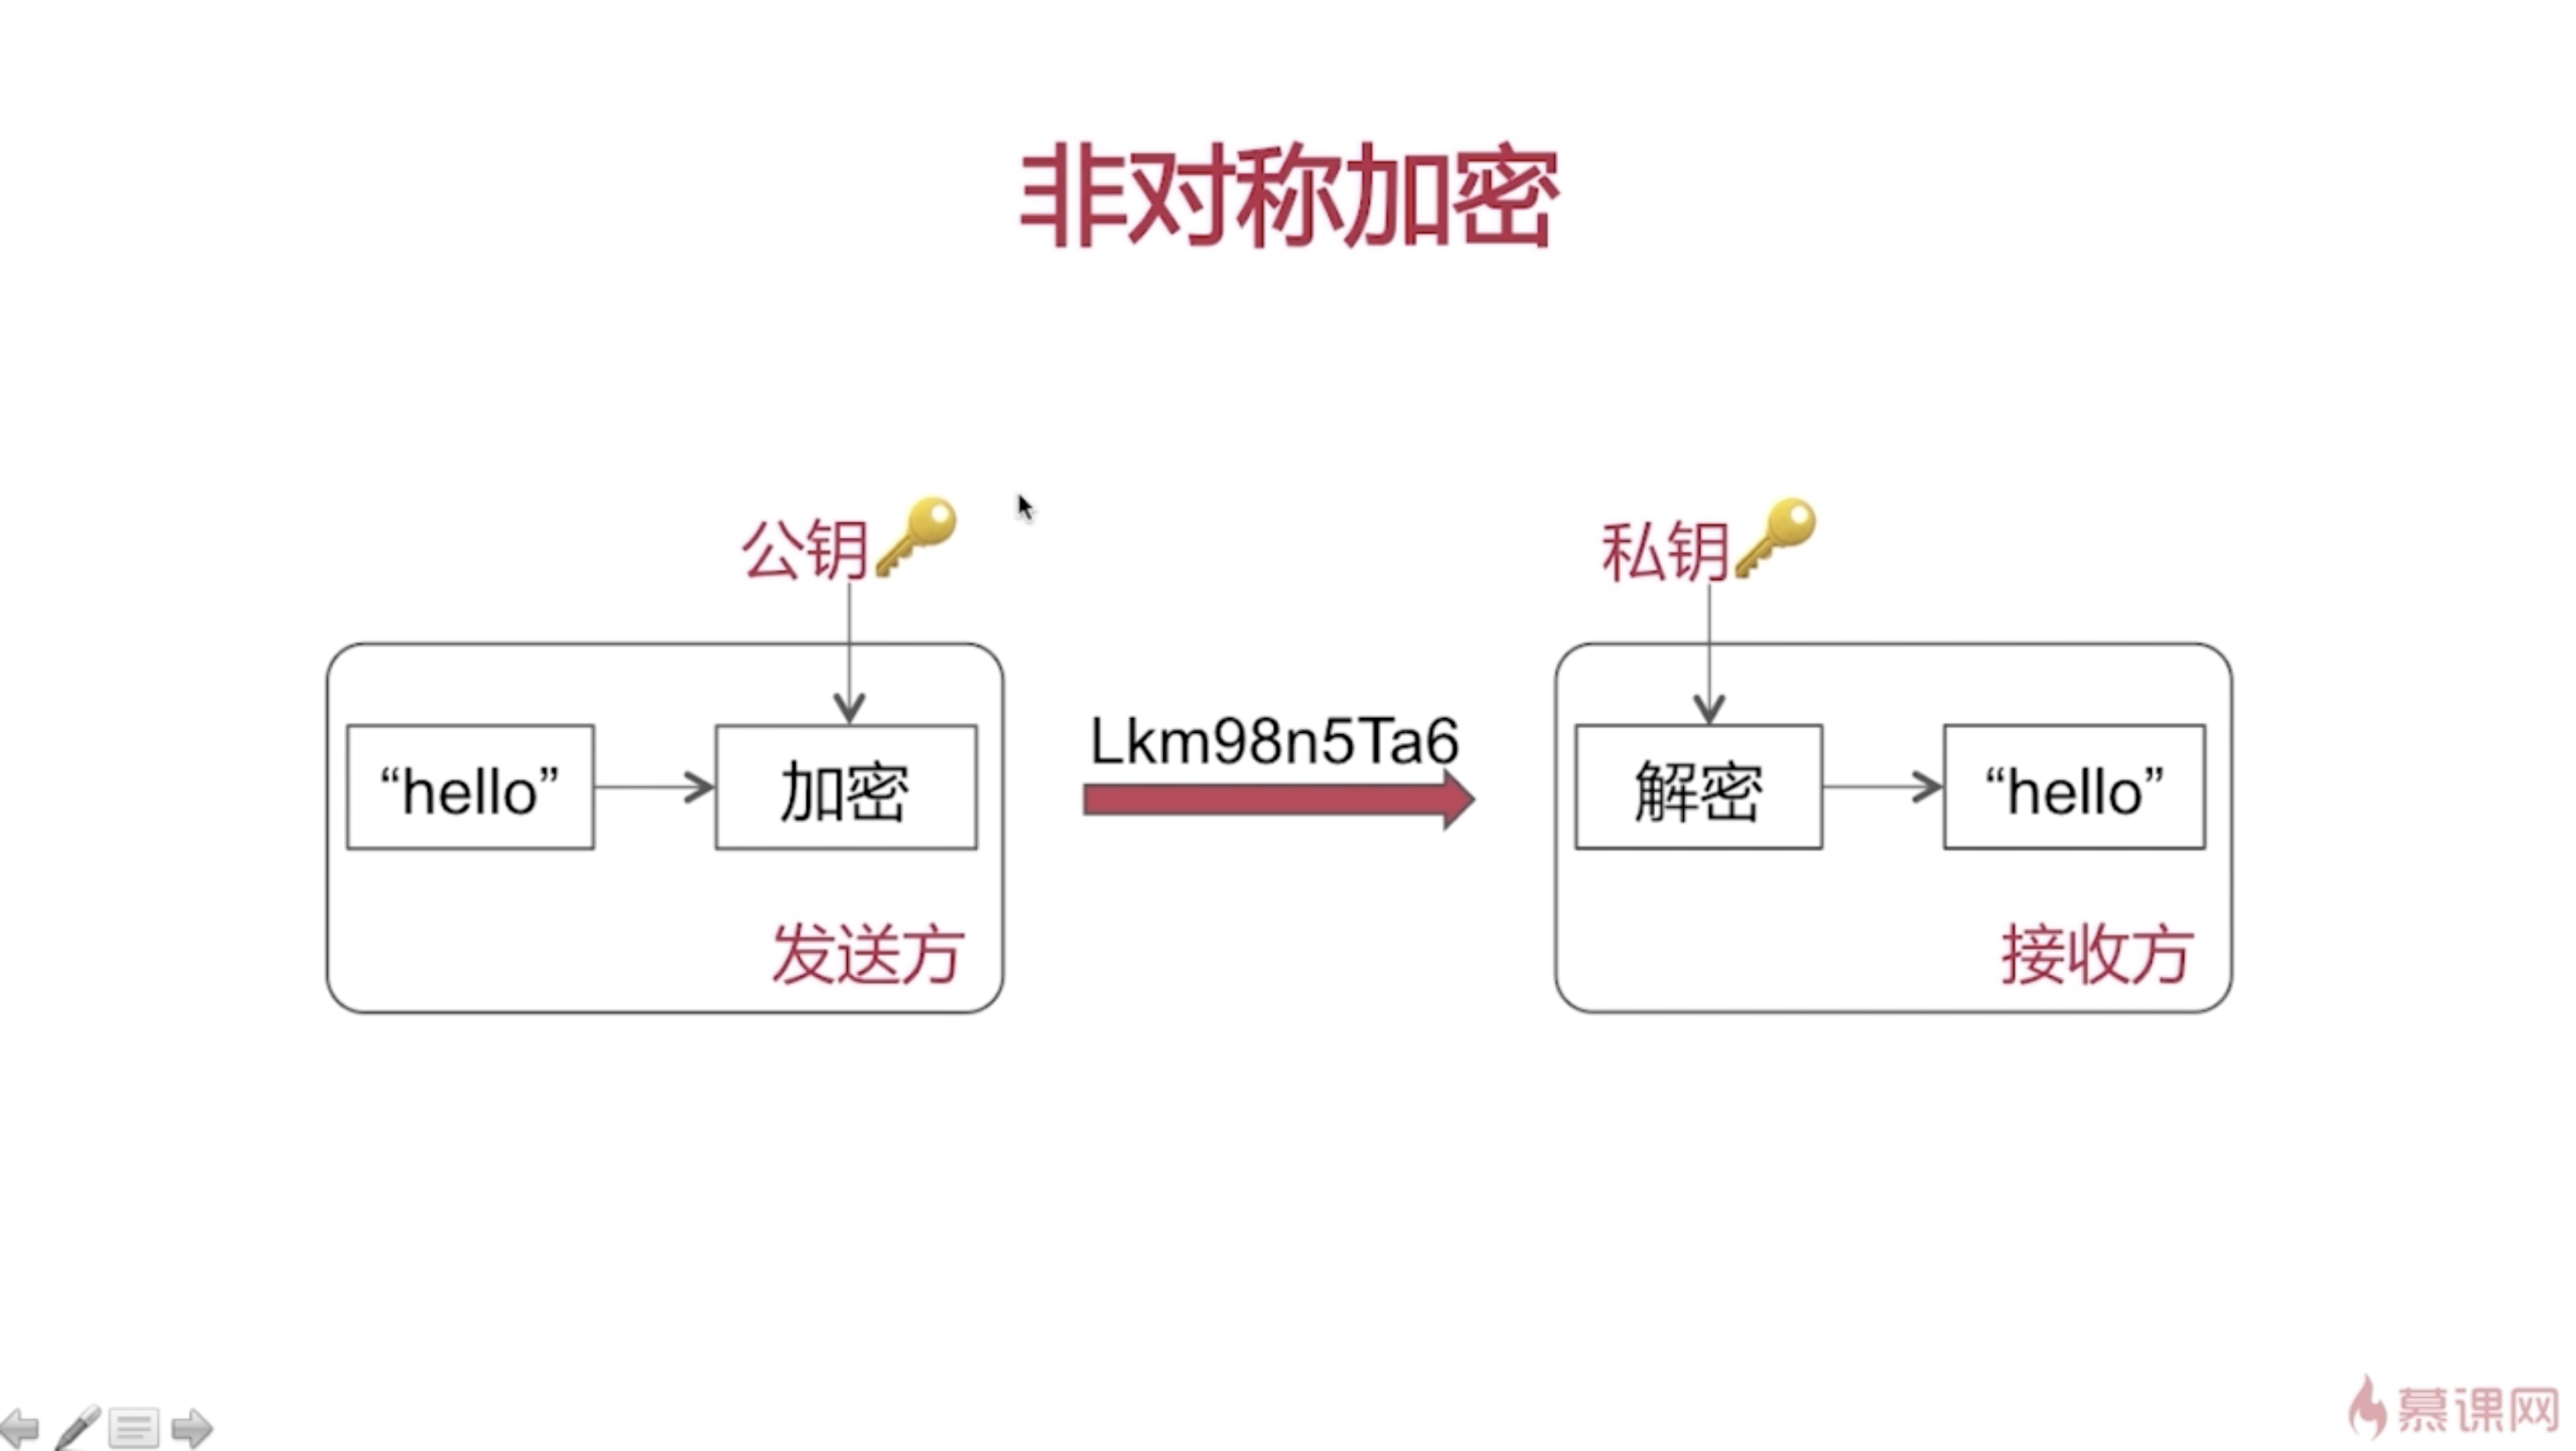 非对称加密
公钥
私钥
“hello”
加密
Lkm98n5Ta6
解密
“hello”
发送方
接收方
慕课网